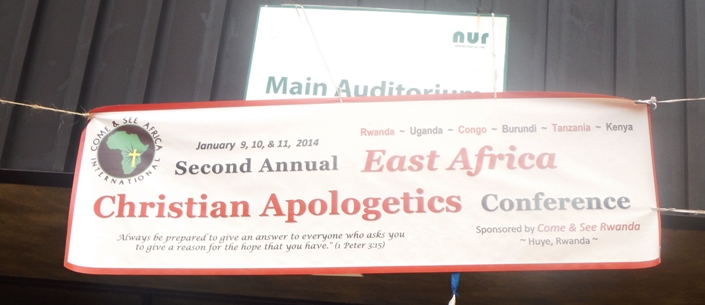 nur
Main Auditorium
COME & SEE AFRICA
INTERNATIONAL
January 9, 10, & 11, 2014
Rwanda ~ Uganda ~ Congo ~ Burundi ~ Tanzania ~ Kenya
Second Annual East Africa
Christian Apologetics Conference
"Always be prepared to give an answer to everyone who asks you
to give a reason for the hope that you have." (1 Peter 3:15)
Sponsored by Come & See Rwanda
~ Huye, Rwanda ~